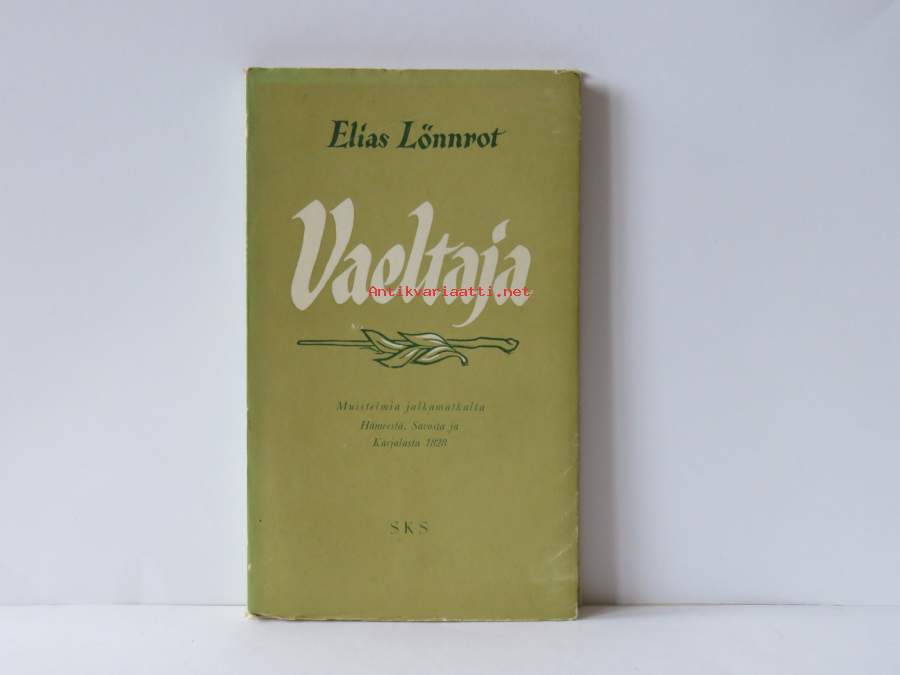 Elias Lönnrot
Vaeltaja
Antikvariaatti.net
Muistelmia jalkamatkalta
Hämeestä, Savosta ja
Karjalasta 1828
SKS